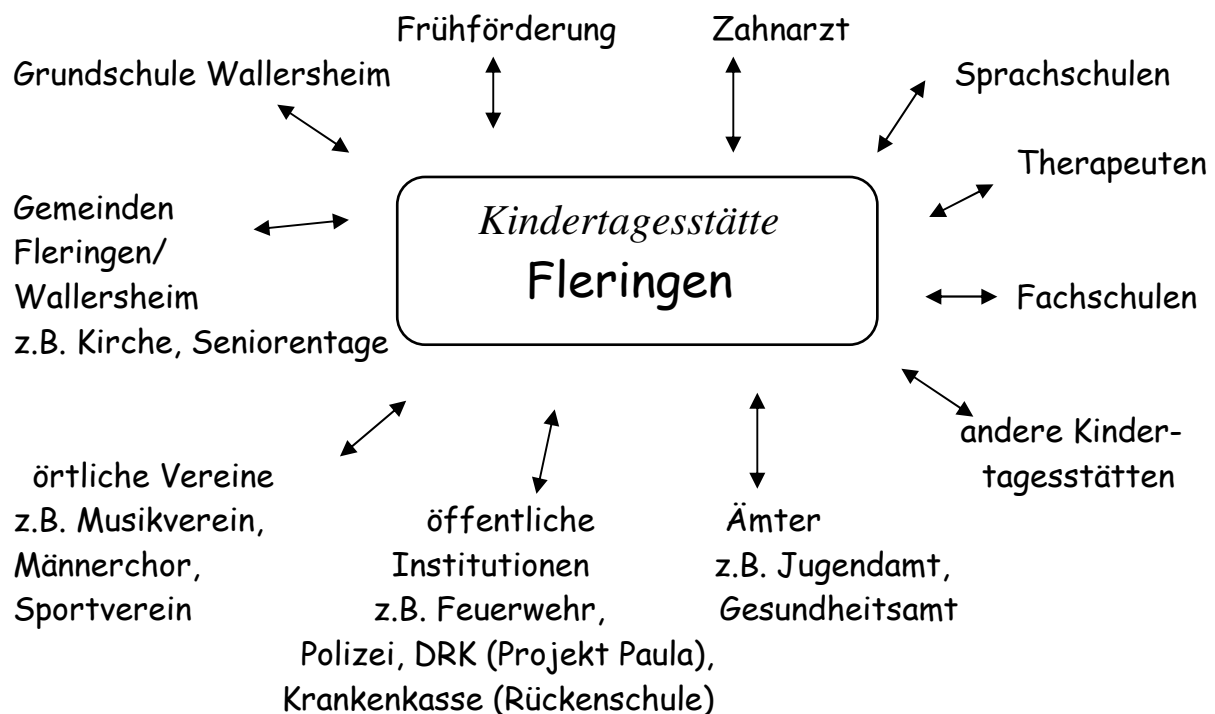 Frühförderung
Zahnarzt
Grundschule Wallersheim
Sprachschulen
Therapeuten
Gemeinden
Fleringen/
Wallersheim
z.B. Kirche, Seniorentage
Kindertagesstätte
Fleringen
Fachschulen
andere Kinder-
tagesstätten
örtliche Vereine
z.B. Musikverein,
Männerchor,
Sportverein
öffentliche
Institutionen
z.B. Feuerwehr,
Polizei, DRK (Projekt Paula),
Krankenkasse (Rückenschule)
Ämter
z.B. Jugendamt,
Gesundheitsamt